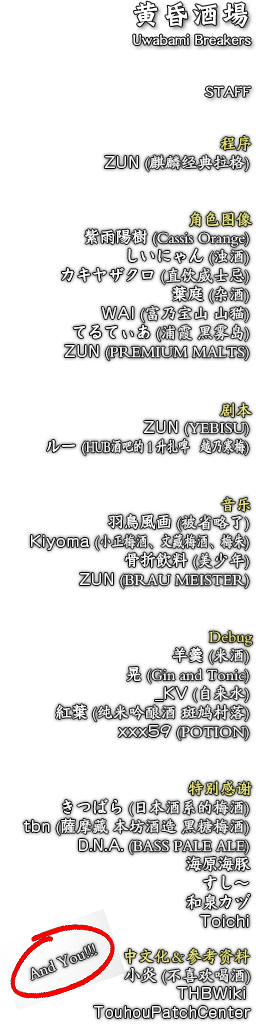 黄昏酒場
Uwabami Breakers
STAFF
程序
ZUN (麒麟经典拉格)
角色图像
紫雨陽樹 (Cassis Orange)
しいにゃん (浊酒)
カキヤザクロ (直饮威士忌)
葉庭 (杂酒)
WAI (富乃宝山 山猫)
てるてぃあ (浦霞 黑雾岛)
ZUN (PREMIUM MALTS)
剧本
ZUN (YEBISU)
ルー (HUB酒吧的1升扎啤 越乃寒梅)
音乐
羽鳥風画 (被省略了)
Kiyoma (小正梅酒、文藏梅酒、梅朱)
骨折飲料 (美少年)
ZUN (BRAU MEISTER)
Debug
羊羹 (米酒)
晃 (Gin and Tonic)
_KV (自来水)
紅葉 (纯米吟酿酒 斑鸠村落)
xxx59 (POTION)
特别感谢
きつばら (日本酒系的梅酒)
tbn (薩摩藏 本坊酒造 黑糖梅酒)
D.N.A. (BASS PALE ALE)
海原海豚
すし～
和泉カヅ
Toichi
And You!!!
中文化&参考资料
小炎 (不喜欢喝酒)
THBWiki
TouhouPatchCenter